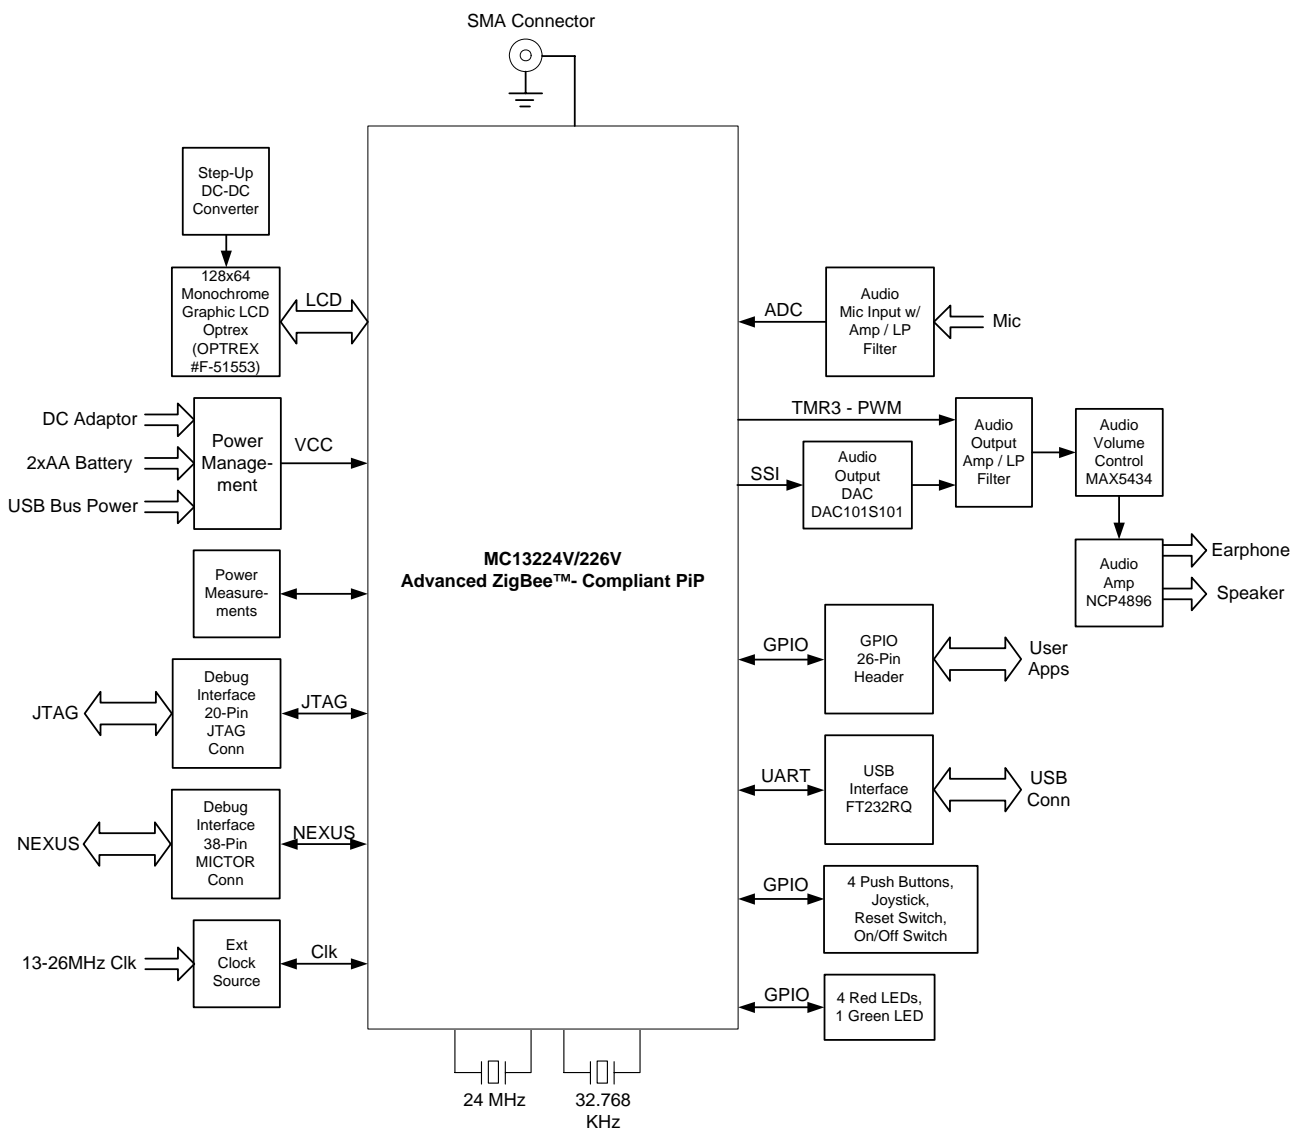 SMA Connector
Step-Up
DC-DC
Converter
128x64
Monochrome
Graphic LCD
Optrex
(OPTREX
#F-51553)
LCD
DC Adaptor
2xAA Battery
USB Bus Power
Power
Manage-
ment
VCC
Power
Measure-
ments
JTAG
Debug
Interface
20-Pin
JTAG
Conn
JTAG
NEXUS
Debug
Interface
38-Pin
MICTOR
Conn
NEXUS
13-26MHz Clk
Ext
Clock
Source
Clk
MC13224V/226V
Advanced ZigBee™- Compliant PiP
24 MHz
32.768
KHz
ADC
Audio
Mic Input w/
Amp / LP
Filter
Mic
TMR3 - PWM
SSI
Audio
Output
DAC
DAC101S101
Audio
Output
Amp / LP
Filter
Audio
Volume
Control
MAX5434
Audio
Amp
NCP4896
Earphone
Speaker
GPIO
GPIO
26-Pin
Header
User
Apps
UART
USB
Interface
FT232RQ
USB
Conn
GPIO
4 Push Buttons,
Joystick,
Reset Switch,
On/Off Switch
GPIO
4 Red LEDs,
1 Green LED